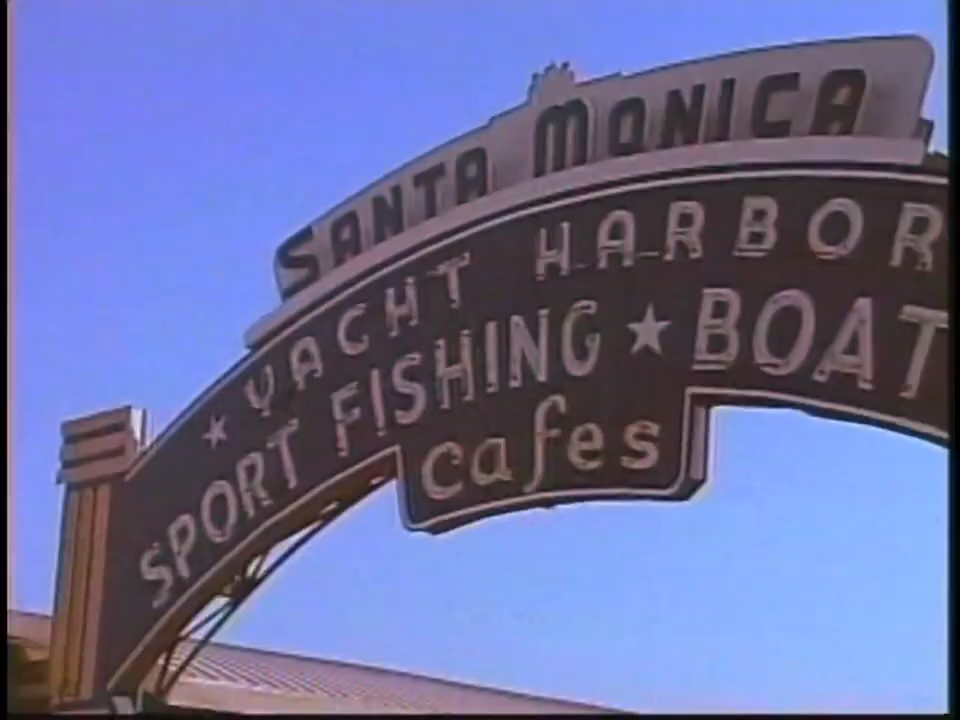 SANTA MONICA
★ YACHT HARBOR
SPORT FISHING ★ BOAT
cafes